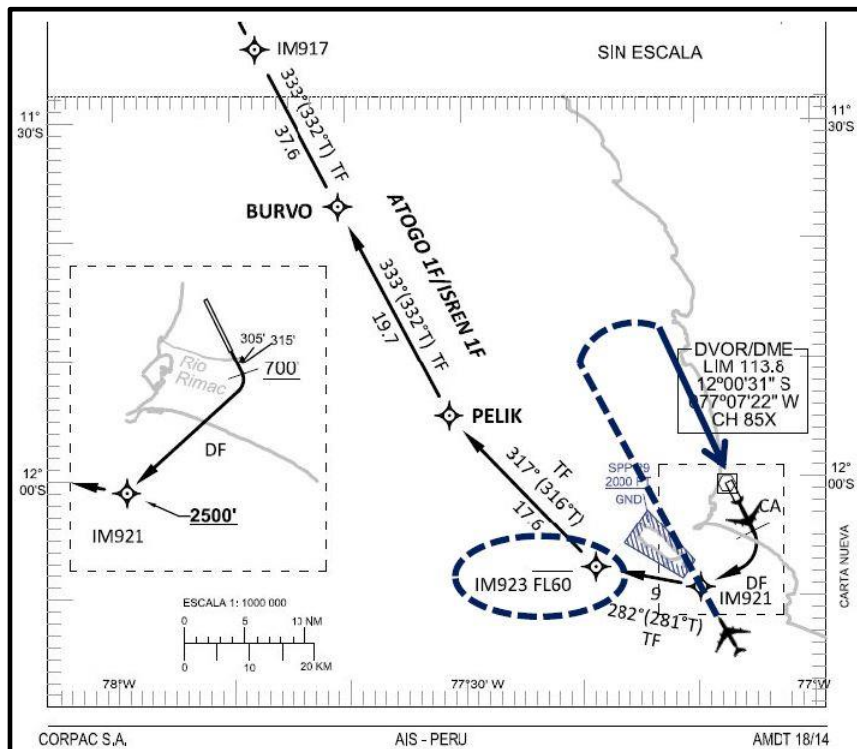 IM917
SIN ESCALA
333°(332°T) TF
37.6
11°
30'S
11°
30'S
BURVO
ATOGO 1F/ISREN 1F
333°(332°T) TF
19.7
305' 315'
700'
Río
Rimac
DF
2500'
IM921
DVOR/DME
LIM 113.8
12°00'31" S
077°07'22" W
CH 85X
PELIK
TF
317° (316°T)
17.6
2000 FT
GND
12°
00'S
12°
00'S
CA
DF
IM921
IM923 FL60
9
282°(281°T)
TF
ESCALA 1: 1000 000
0 5 10 NM
0 10 20 KM
78°W
77°30'W
77°W
CARTA NUEVA
CORPAC S.A.
AIS - PERU
AMDT 18/14